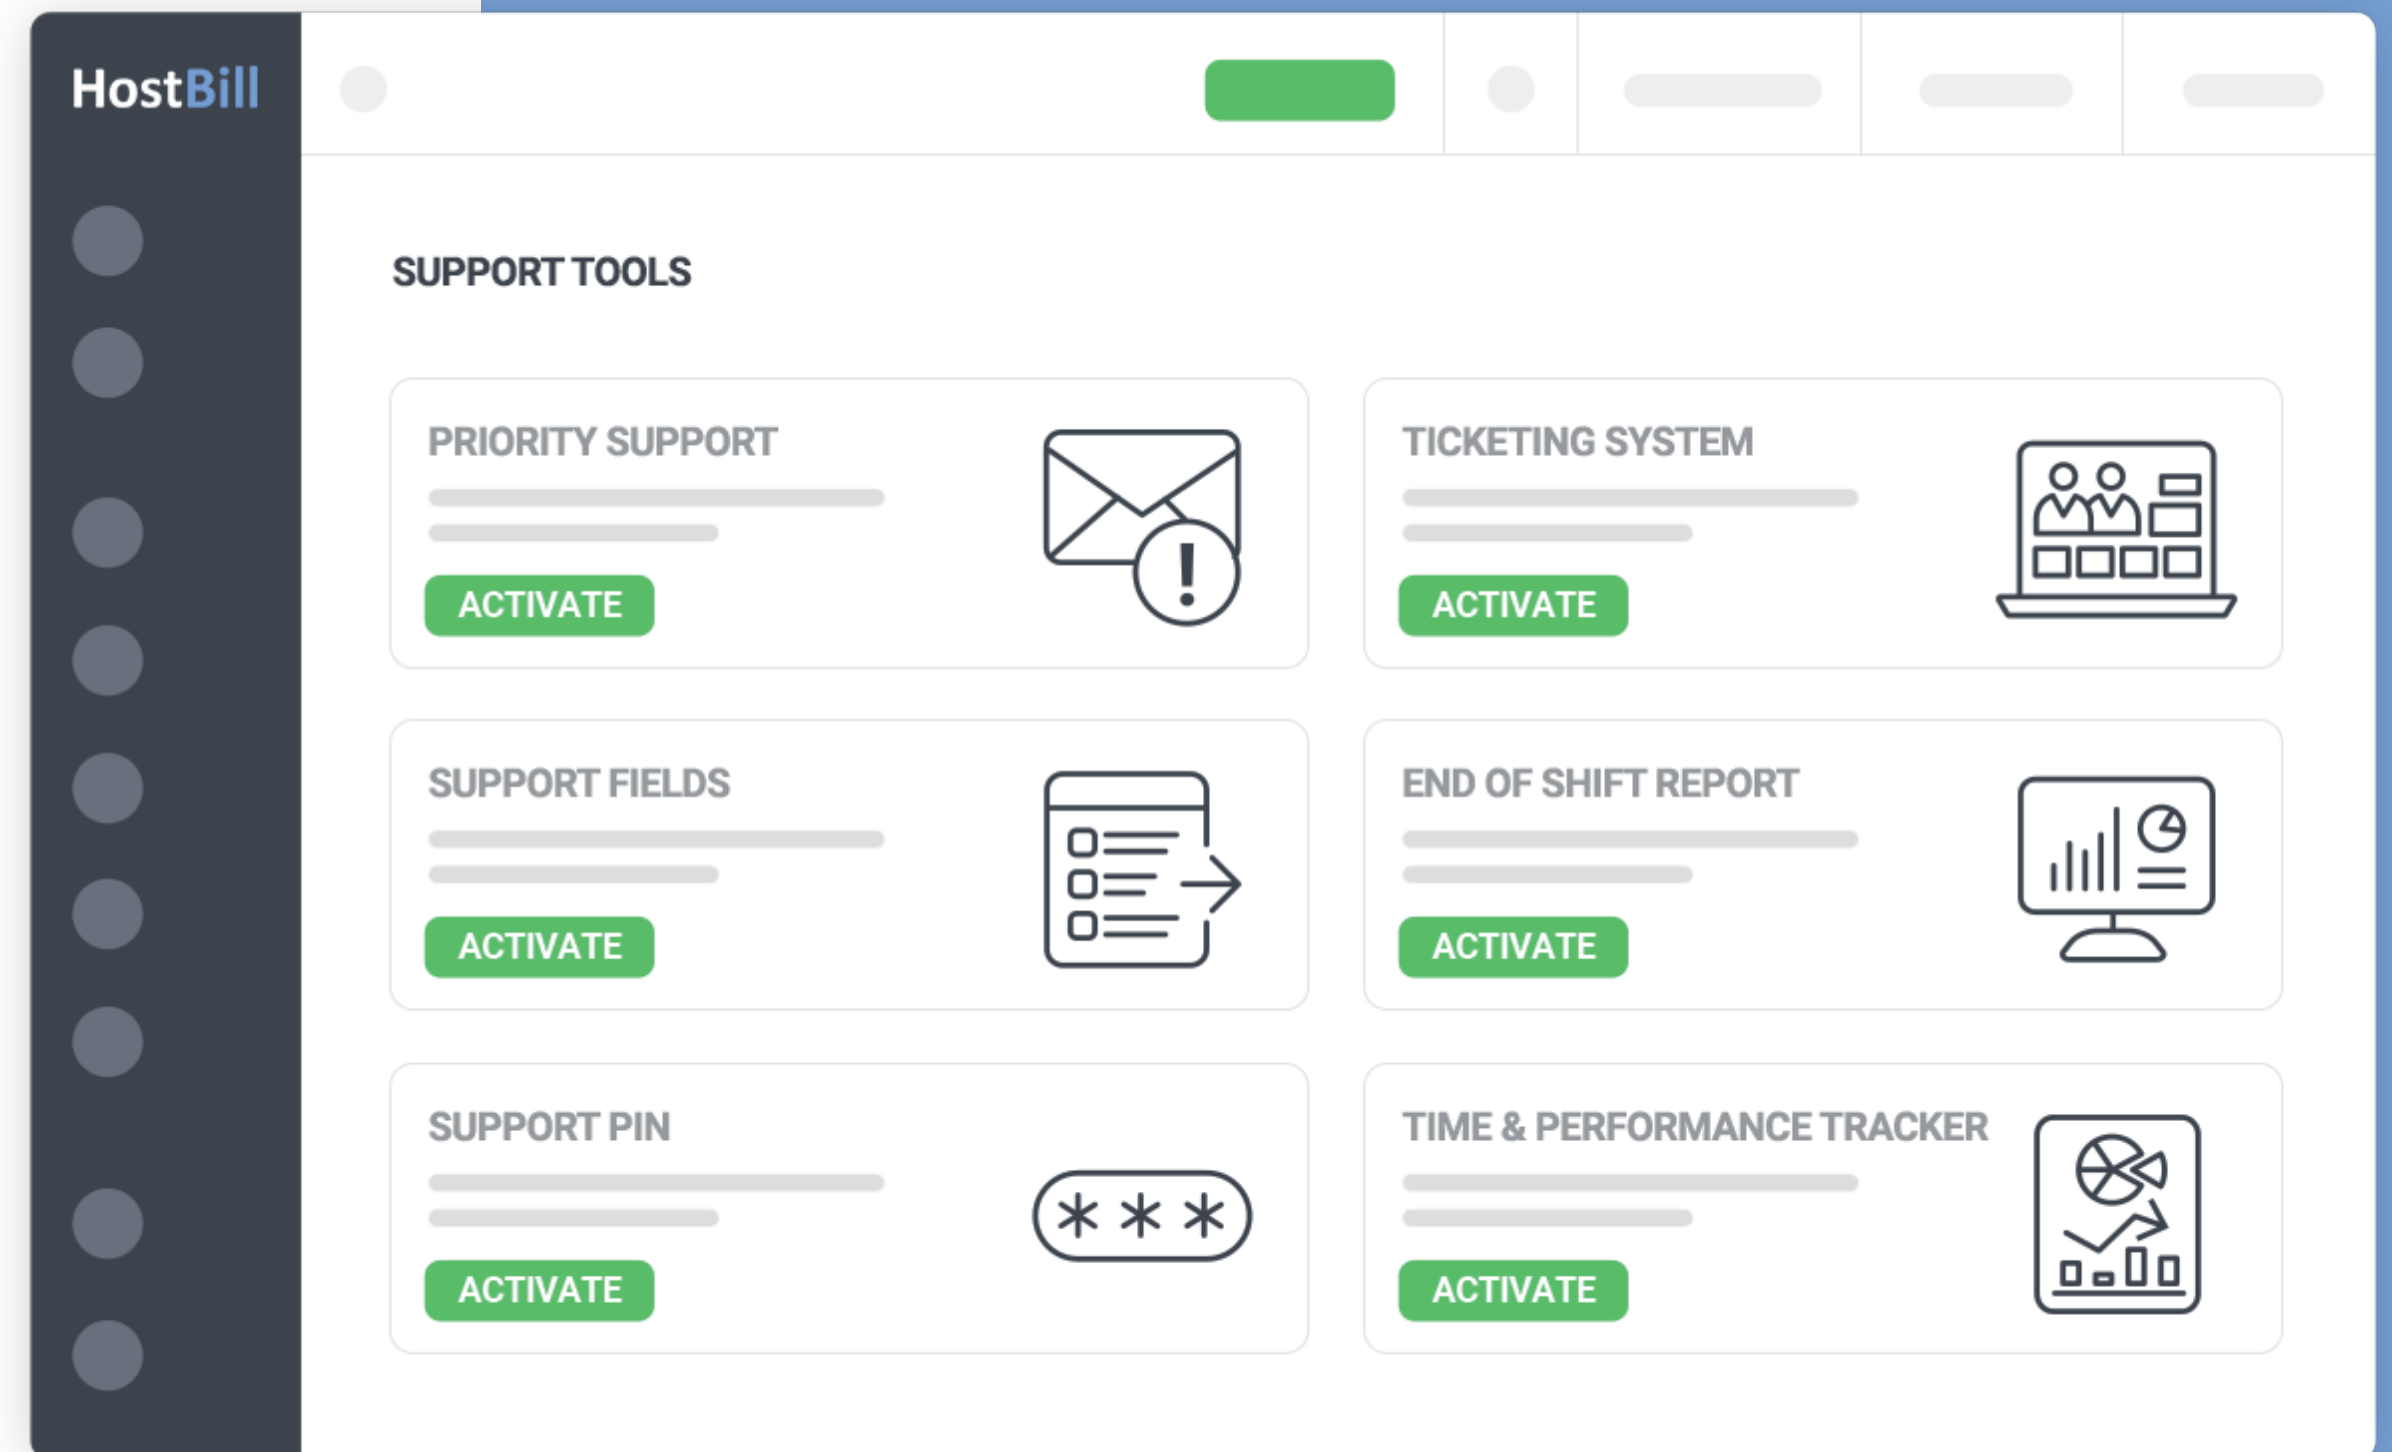 HostBill
SUPPORT TOOLS
PRIORITY SUPPORT
ACTIVATE
TICKETING SYSTEM
ACTIVATE
SUPPORT FIELDS
ACTIVATE
END OF SHIFT REPORT
ACTIVATE
SUPPORT PIN
* * *
ACTIVATE
TIME & PERFORMANCE TRACKER
ACTIVATE